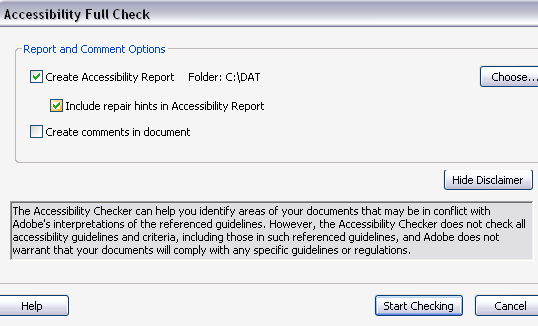 Accessibility Full Check
Report and Comment Options
Create Accessibility Report Folder: C:\DAT Choose...
Include repair hints in Accessibility Report
Create comments in document
Hide Disclaimer
The Accessibility Checker can help you identify areas of your documents that may be in conflict with
Adobe's interpretations of the referenced guidelines. However, the Accessibility Checker does not check all
accessibility guidelines and criteria, including those in such referenced guidelines, and Adobe does not
warrant that your documents will comply with any specific guidelines or regulations.
Help Start Checking Cancel